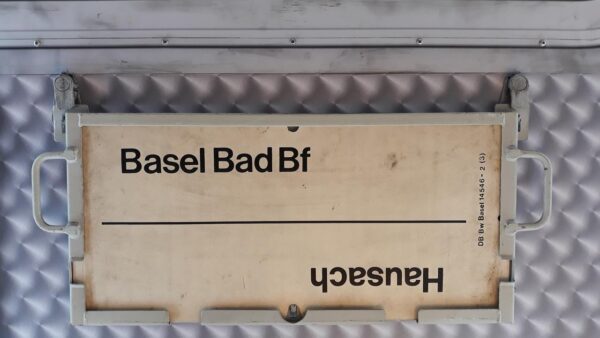 Basel Bad Bf
DB Bw Basel 14546 - 2 (3)
Hausach